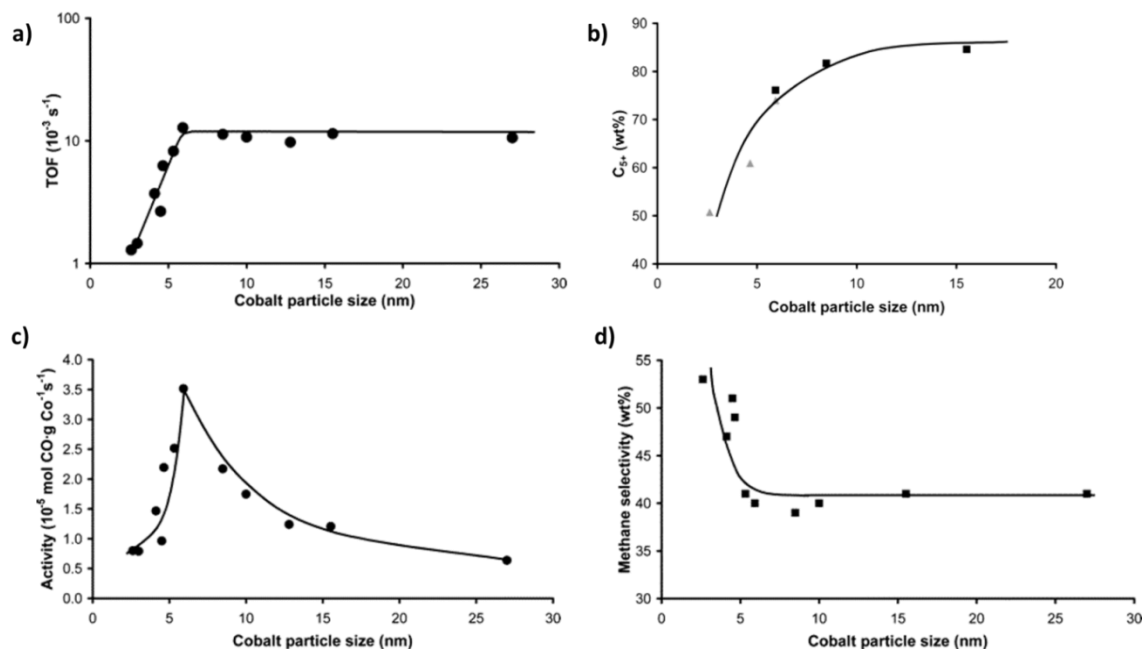 a)
100
10
1
TOF (10⁻³ s⁻¹)
0 5 10 15 20 25 30
Cobalt particle size (nm)
b)
90
80
70
60
50
40
C₅₊ (wt%)
0 5 10 15 20
Cobalt particle size (nm)
c)
4.0
3.5
3.0
2.5
2.0
1.5
1.0
0.5
0.0
Activity (10⁻⁵ mol CO·g Co⁻¹s⁻¹)
0 5 10 15 20 25 30
Cobalt particle size (nm)
d)
55
50
45
40
35
30
Methane selectivity (wt%)
0 5 10 15 20 25 30
Cobalt particle size (nm)